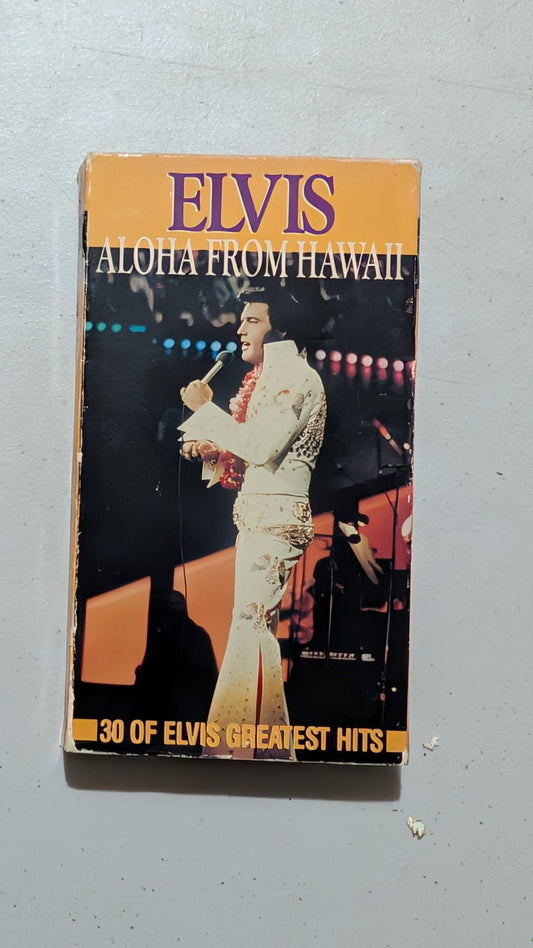 ELVIS
ALOHA FROM HAWAII
30 OF ELVIS GREATEST HITS